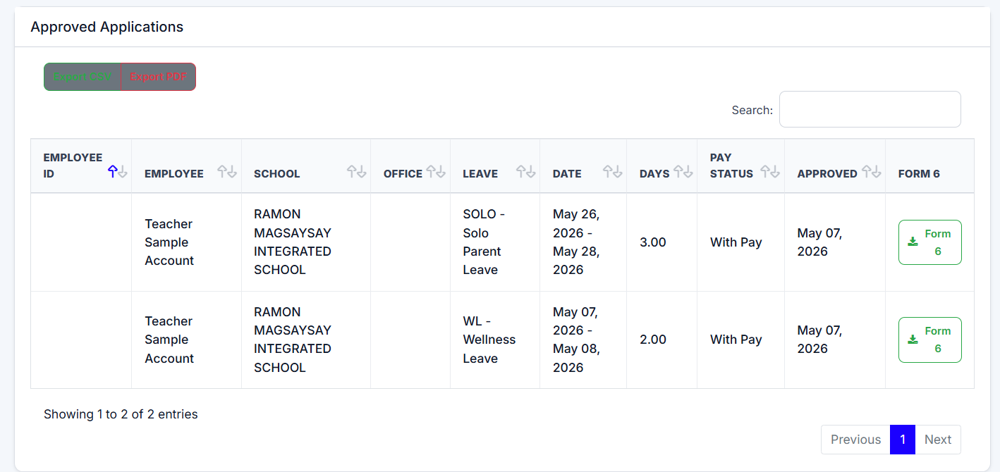 Approved Applications
Export CSV Export PDF
Search:
EMPLOYEE ID EMPLOYEE SCHOOL OFFICE LEAVE DATE DAYS PAY STATUS APPROVED FORM 6
Teacher Sample Account RAMON MAGSAYSAY INTEGRATED SCHOOL SOLO - Solo Parent Leave May 26, 2026 - May 28, 2026 3.00 With Pay May 07, 2026 Form 6
Teacher Sample Account RAMON MAGSAYSAY INTEGRATED SCHOOL WL - Wellness Leave May 07, 2026 - May 08, 2026 2.00 With Pay May 07, 2026 Form 6
Showing 1 to 2 of 2 entries
Previous 1 Next